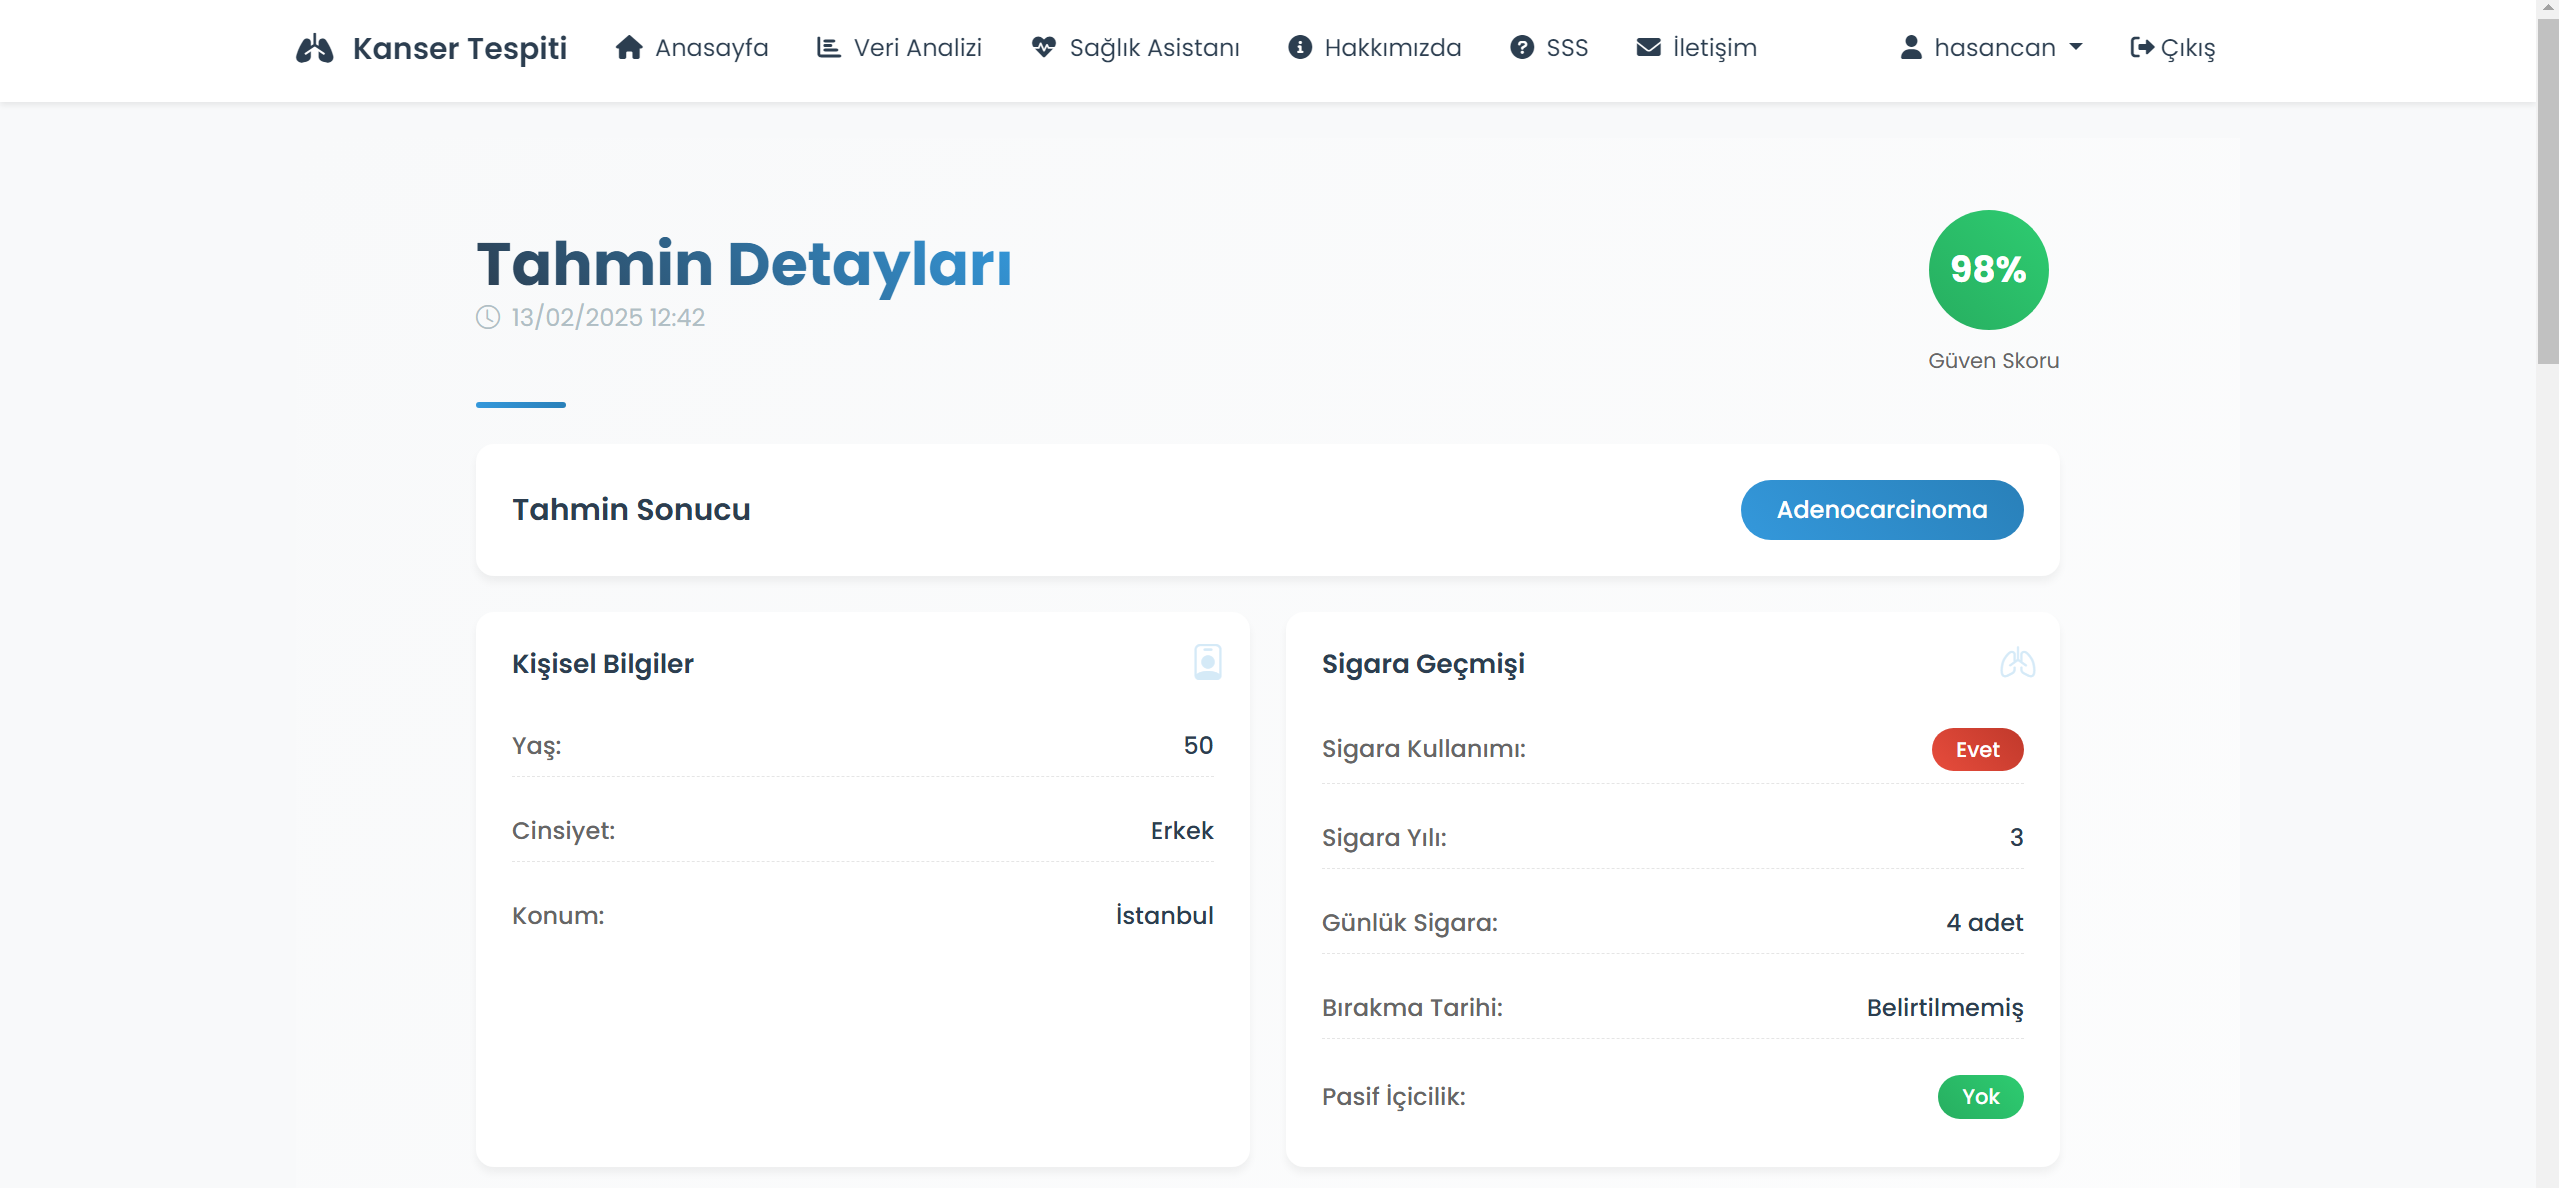 Kanser Tespiti Anasayfa Veri Analizi Sağlık Asistanı Hakkımızda SSS İletişim hasancan Çıkış
Tahmin Detayları
13/02/2025 12:42
98%
Güven Skoru
Tahmin Sonucu Adenocarcinoma
Kişisel Bilgiler
Yaş: 50
Cinsiyet: Erkek
Konum: İstanbul
Sigara Geçmişi
Sigara Kullanımı: Evet
Sigara Yılı: 3
Günlük Sigara: 4 adet
Bırakma Tarihi: Belirtilmemiş
Pasif İçicilik: Yok